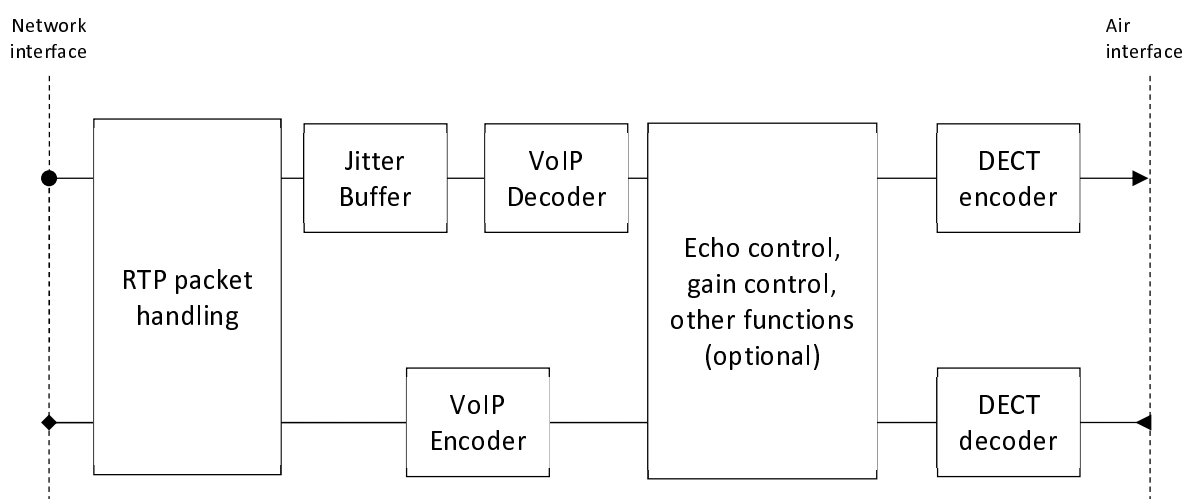 Network
interface
Air
interface
Jitter
Buffer
VoIP
Decoder
DECT
encoder
RTP packet
handling
Echo control,
gain control,
other functions
(optional)
VoIP
Encoder
DECT
decoder